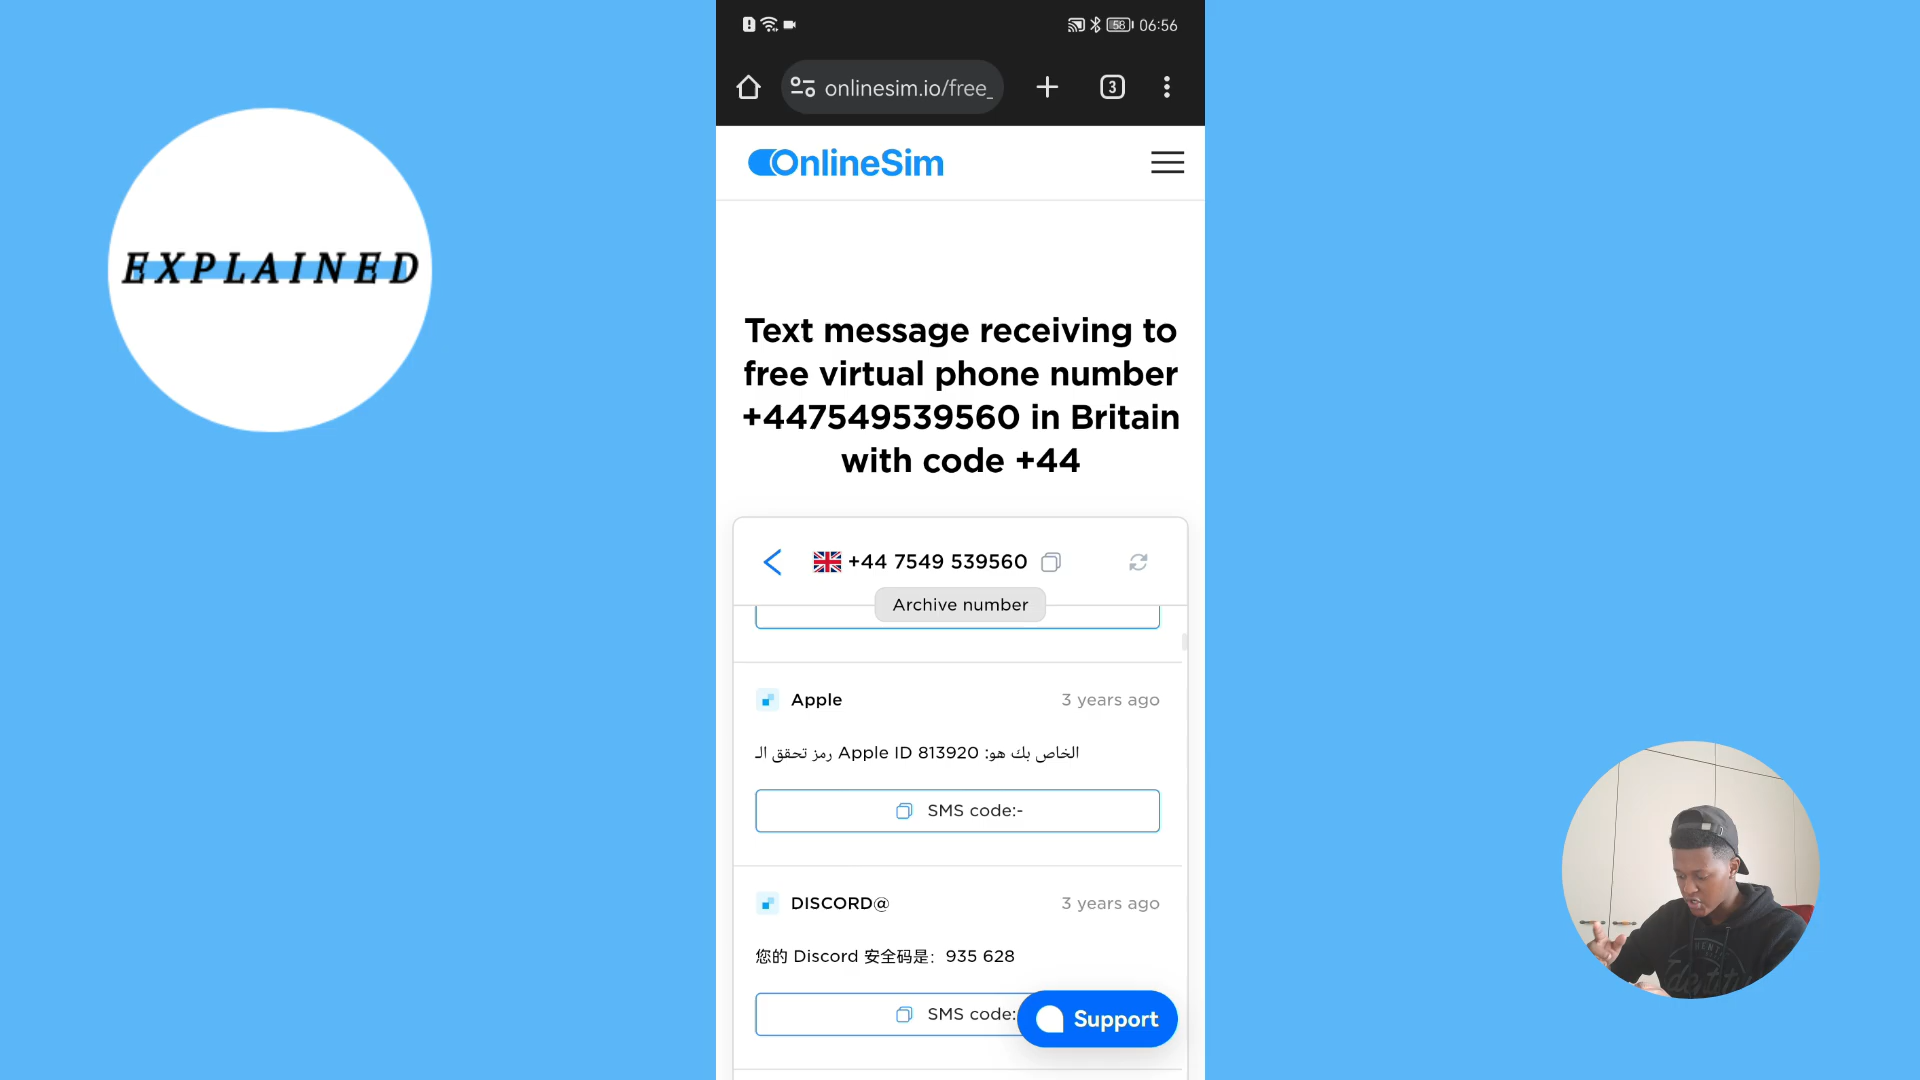 EXPLAINED
58 06:56
onlinesim.io/free_
3
OnlineSim
Text message receiving to
free virtual phone number
+447549539560 in Britain
with code +44
+44 7549 539560
Archive number
Apple 3 years ago
رمز تحقق الـ Apple ID 813920 الخاص بك هو:
SMS code:-
DISCORD@ 3 years ago
您的 Discord 安全码是：935 628
SMS code:
Support